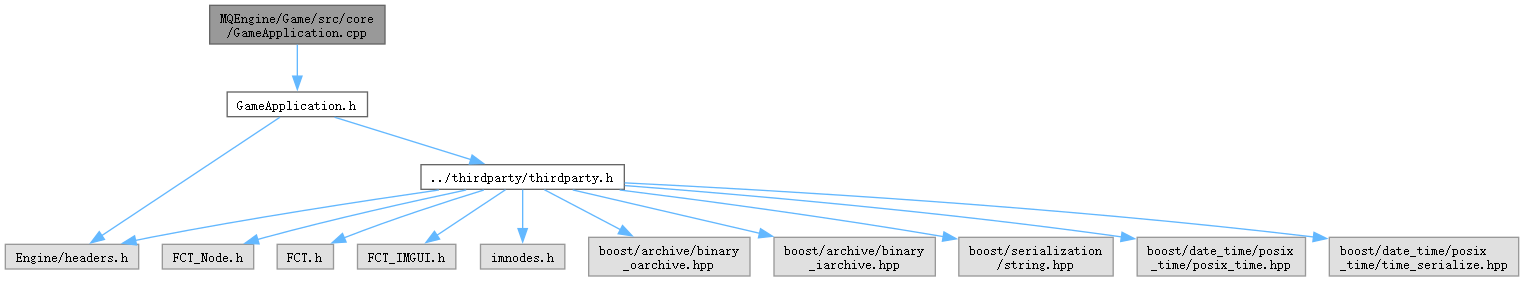 MQEngine/Game/src/core
/GameApplication.cpp
GameApplication.h
../thirdparty/thirdparty.h
Engine/headers.h
FCT_Node.h
FCT.h
FCT_IMGUI.h
imnodes.h
boost/archive/binary
_oarchive.hpp
boost/archive/binary
_iarchive.hpp
boost/serialization
/string.hpp
boost/date_time/posix
_time/posix_time.hpp
boost/date_time/posix
_time/time_serialize.hpp